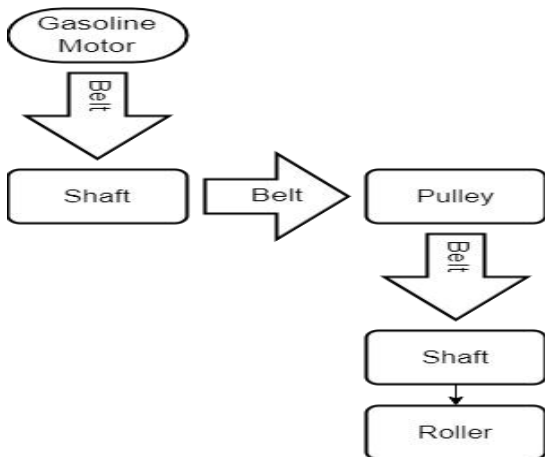 Gasoline
Motor
Belt
Shaft
Belt
Pulley
Belt
Shaft
Roller